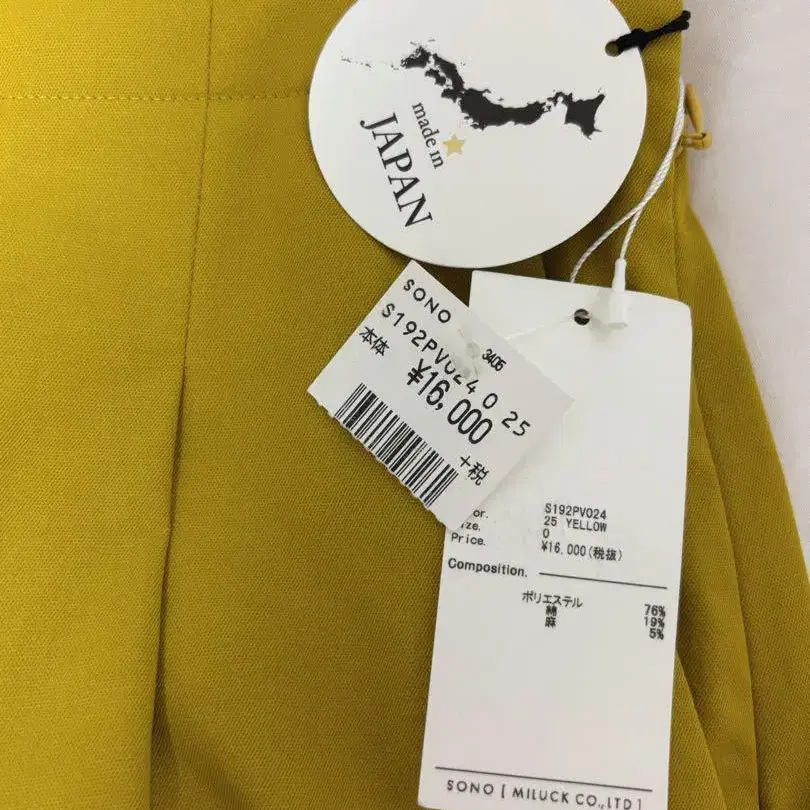 made in
JAPAN
SONO
3406
S192PV024 0 25
本体
¥16,000
+税
S192PV024
25 YELLOW
0
Price.
¥16,000(税抜)
Composition.
ポリエステル 76%
綿 19%
麻 5%
SONO [ MILUCK CO.,LTD ]